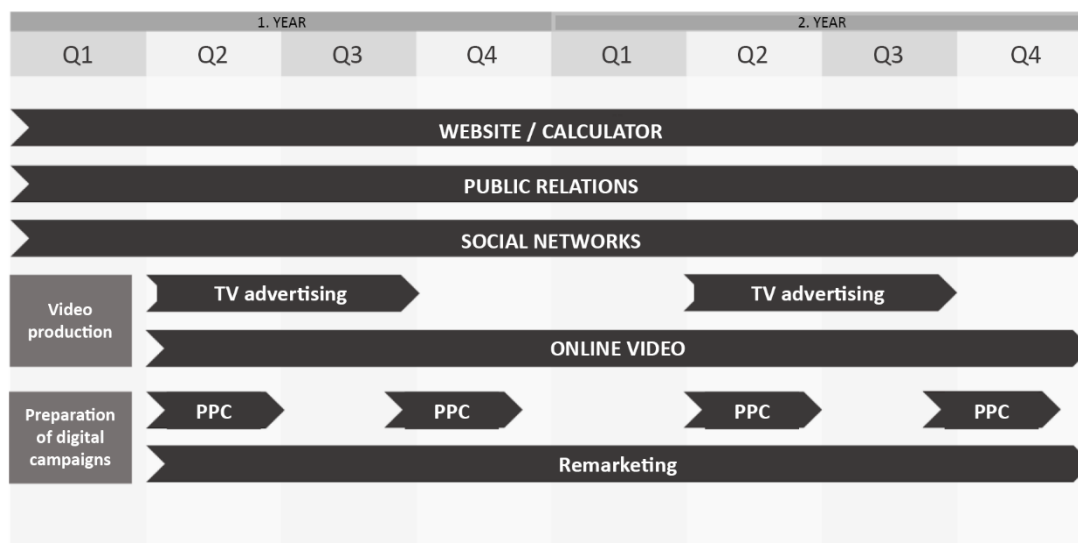 1. YEAR
2. YEAR
Q1
Q2
Q3
Q4
Q1
Q2
Q3
Q4
WEBSITE / CALCULATOR
PUBLIC RELATIONS
SOCIAL NETWORKS
Video
production
TV advertising
TV advertising
ONLINE VIDEO
Preparation
of digital
campaigns
PPC
PPC
PPC
PPC
Remarketing